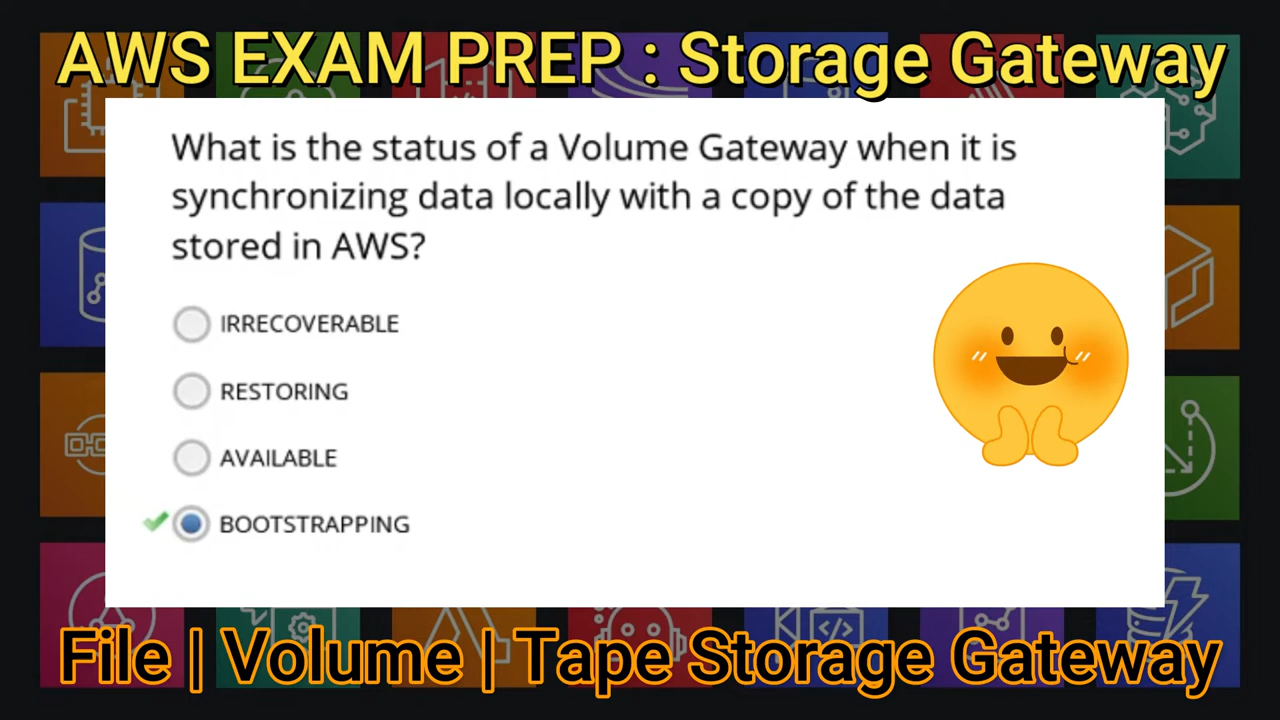 AWS EXAM PREP : Storage Gateway
What is the status of a Volume Gateway when it is
synchronizing data locally with a copy of the data
stored in AWS?
IRRECOVERABLE
RESTORING
AVAILABLE
BOOTSTRAPPING
File | Volume | Tape Storage Gateway